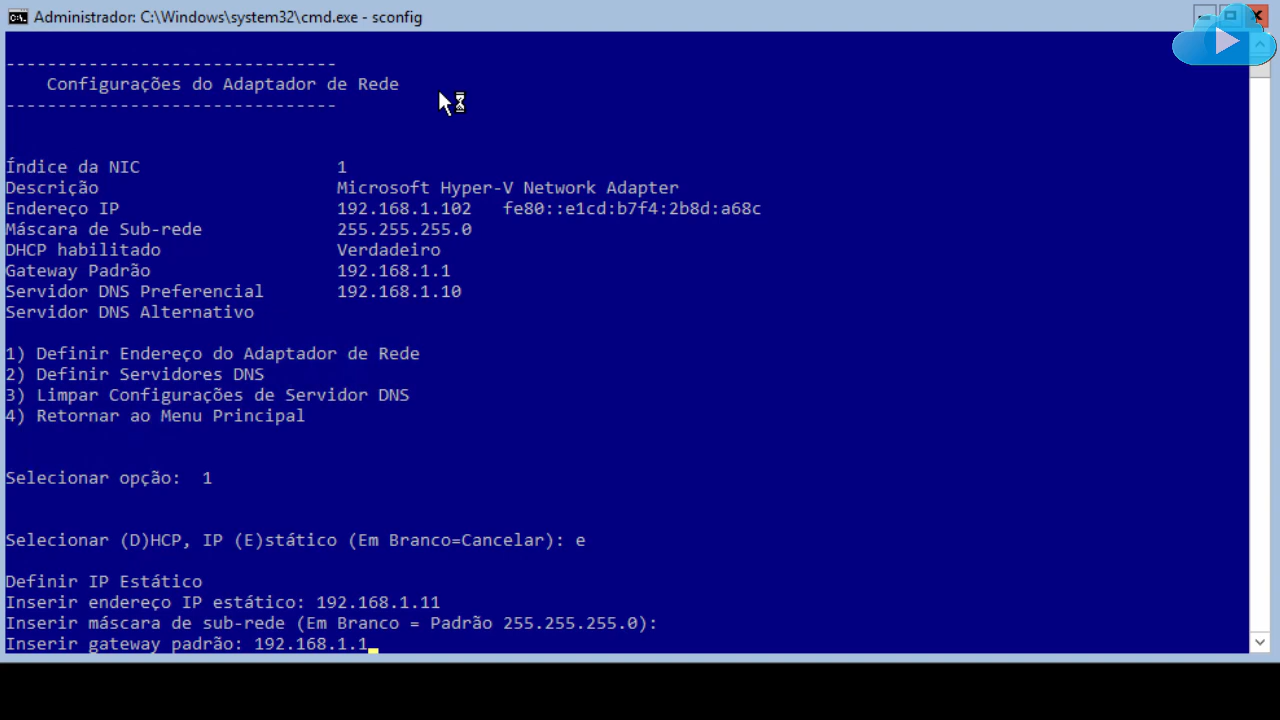 Administrador: C:\Windows\system32\cmd.exe - sconfig
--------------------------------
Configurações do Adaptador de Rede
--------------------------------
Índice da NIC 1
Descrição Microsoft Hyper-V Network Adapter
Endereço IP 192.168.1.102 fe80::e1cd:b7f4:2b8d:a68c
Máscara de Sub-rede 255.255.255.0
DHCP habilitado Verdadeiro
Gateway Padrão 192.168.1.1
Servidor DNS Preferencial 192.168.1.10
Servidor DNS Alternativo
1) Definir Endereço do Adaptador de Rede
2) Definir Servidores DNS
3) Limpar Configurações de Servidor DNS
4) Retornar ao Menu Principal
Selecionar opção: 1
Selecionar (D)HCP, IP (E)stático (Em Branco=Cancelar): e
Definir IP Estático
Inserir endereço IP estático: 192.168.1.11
Inserir máscara de sub-rede (Em Branco = Padrão 255.255.255.0):
Inserir gateway padrão: 192.168.1.1